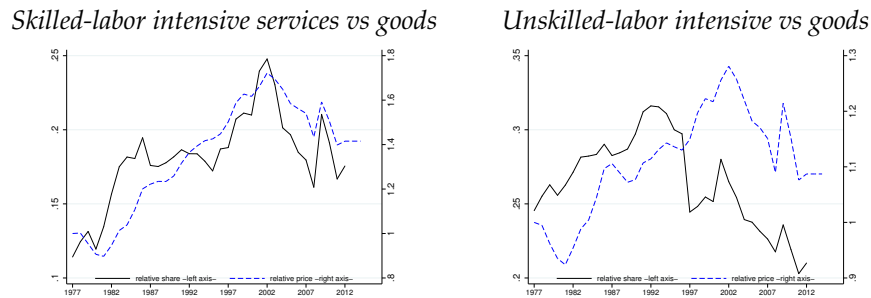 Skilled-labor intensive services vs goods
Unskilled-labor intensive vs goods
.25
.2
.15
.1
1.8
1.6
1.4
1.2
1
.8
relative share –left axis–
relative price –right axis–
1977 1982 1987 1992 1997 2002 2007 2012
.35
.3
.25
.2
1.3
1.2
1.1
1
.9
relative share –left axis–
relative price –right axis–
1977 1982 1987 1992 1997 2002 2007 2012